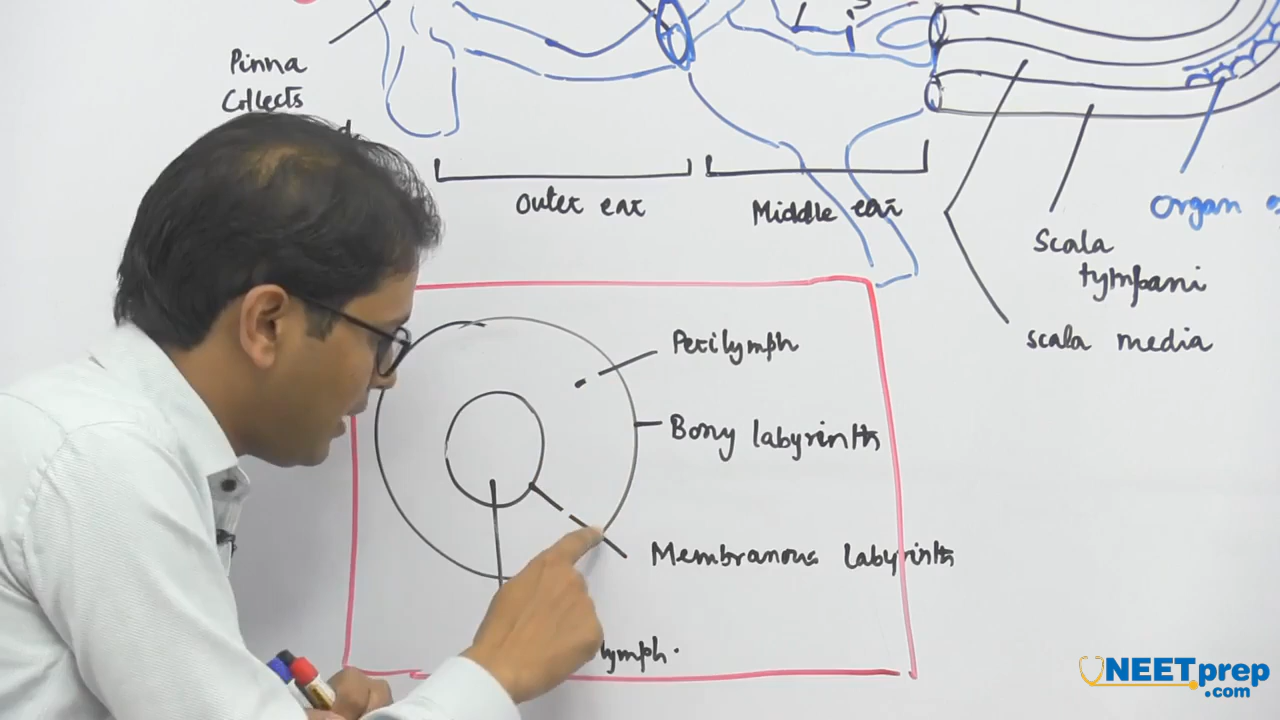 Pinna
Collects
Outer ear
Middle ear
Organ
Scala
tympani
scala media
Perilymph
Bony labyrinth
Membranous labyrinth
lymph.
NEETprep
.com